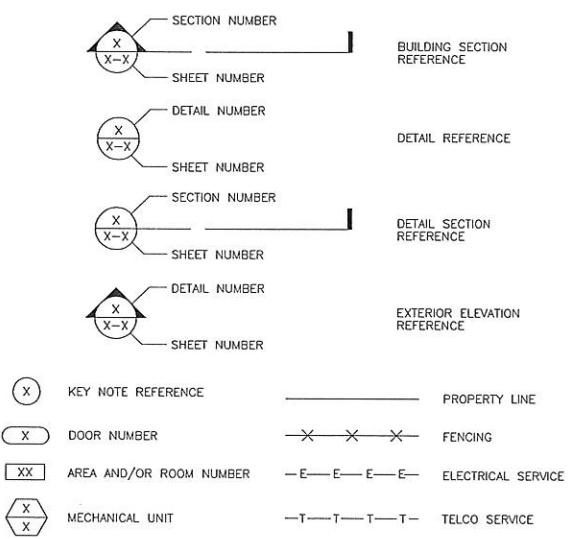 SECTION NUMBER
X
X-X
SHEET NUMBER
BUILDING SECTION
REFERENCE
DETAIL NUMBER
X
X-X
SHEET NUMBER
DETAIL REFERENCE
SECTION NUMBER
X
X-X
SHEET NUMBER
DETAIL SECTION
REFERENCE
DETAIL NUMBER
X
X-X
SHEET NUMBER
EXTERIOR ELEVATION
REFERENCE
X KEY NOTE REFERENCE
PROPERTY LINE
X DOOR NUMBER
X X X FENCING
XX AREA AND/OR ROOM NUMBER
E E E E ELECTRICAL SERVICE
X
X
MECHANICAL UNIT
T T T T TELCO SERVICE